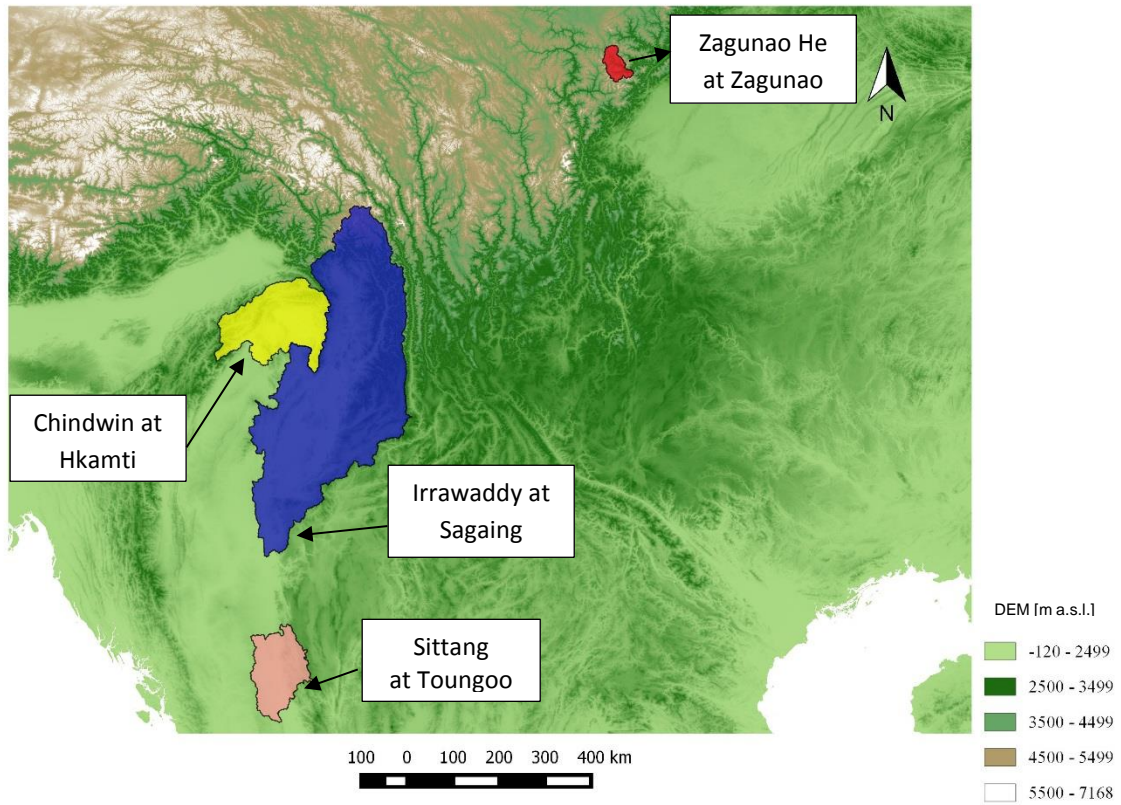 Zagunao He
at Zagunao
N
Chindwin at
Hkamti
Irrawaddy at
Sagaing
Sittang
at Toungoo
100 0 100 200 300 400 km
DEM [m a.s.l.]
-120 - 2499
2500 - 3499
3500 - 4499
4500 - 5499
5500 - 7168